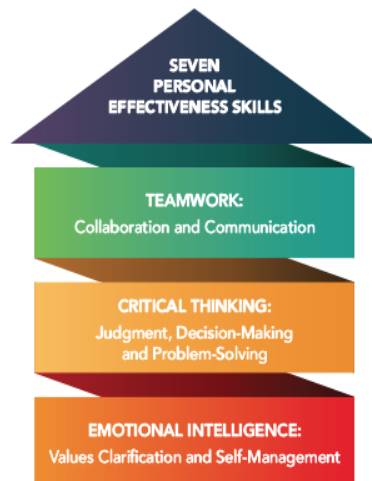 SEVEN
PERSONAL
EFFECTIVENESS SKILLS
TEAMWORK:
Collaboration and Communication
CRITICAL THINKING:
Judgment, Decision-Making
and Problem-Solving
EMOTIONAL INTELLIGENCE:
Values Clarification and Self-Management